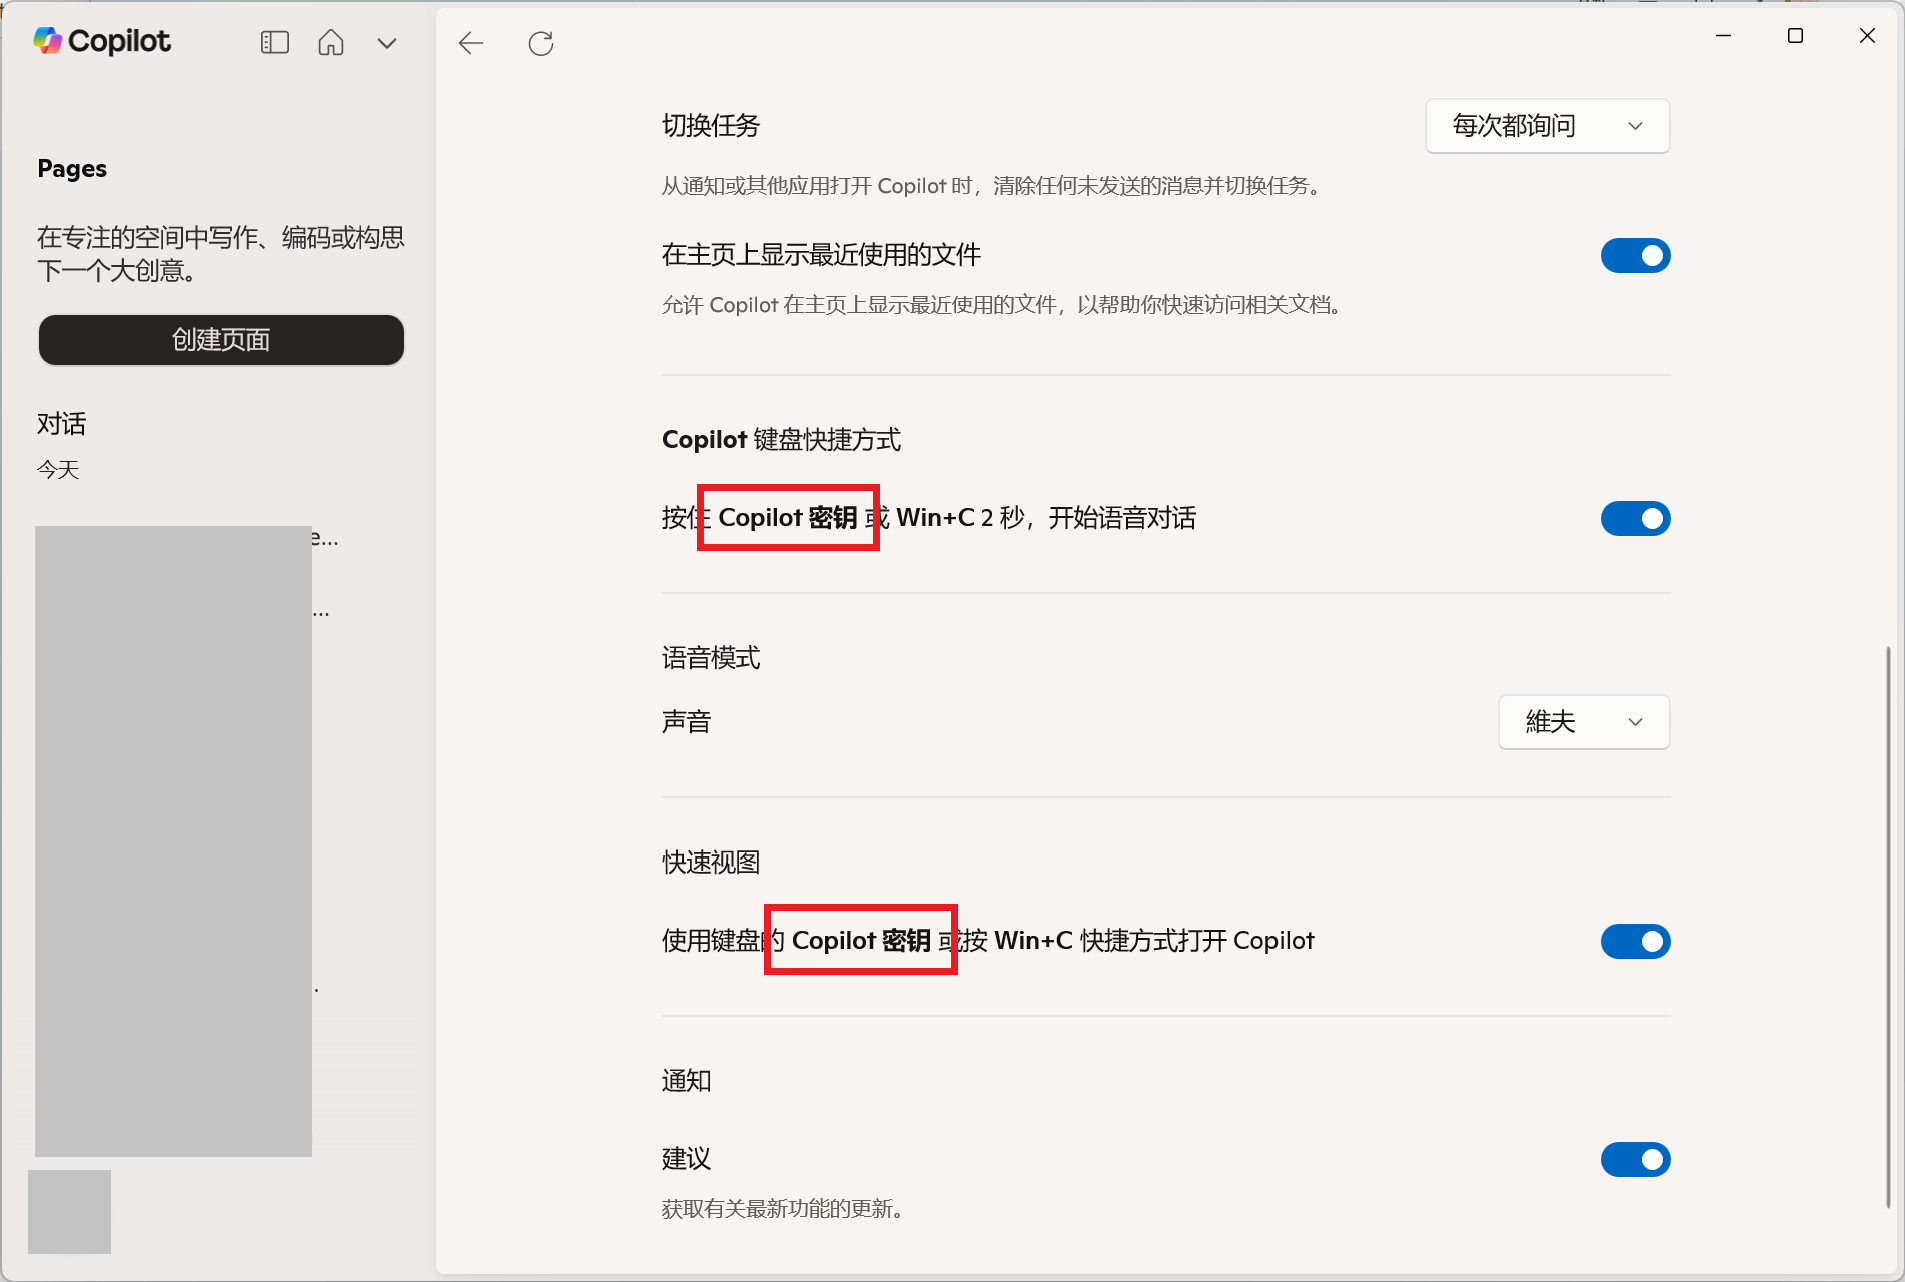 Copilot
Pages
在专注的空间中写作、编码或构思
下一个大创意。
创建页面
对话
今天
e...
...
切换任务
每次都询问
从通知或其他应用打开 Copilot 时，清除任何未发送的消息并切换任务。
在主页上显示最近使用的文件
允许 Copilot 在主页上显示最近使用的文件，以帮助你快速访问相关文档。
Copilot 键盘快捷方式
按住 Copilot 密钥 或 Win+C 2 秒，开始语音对话
语音模式
声音
維夫
快速视图
使用键盘的 Copilot 密钥 或按 Win+C 快捷方式打开 Copilot
通知
建议
获取有关最新功能的更新。